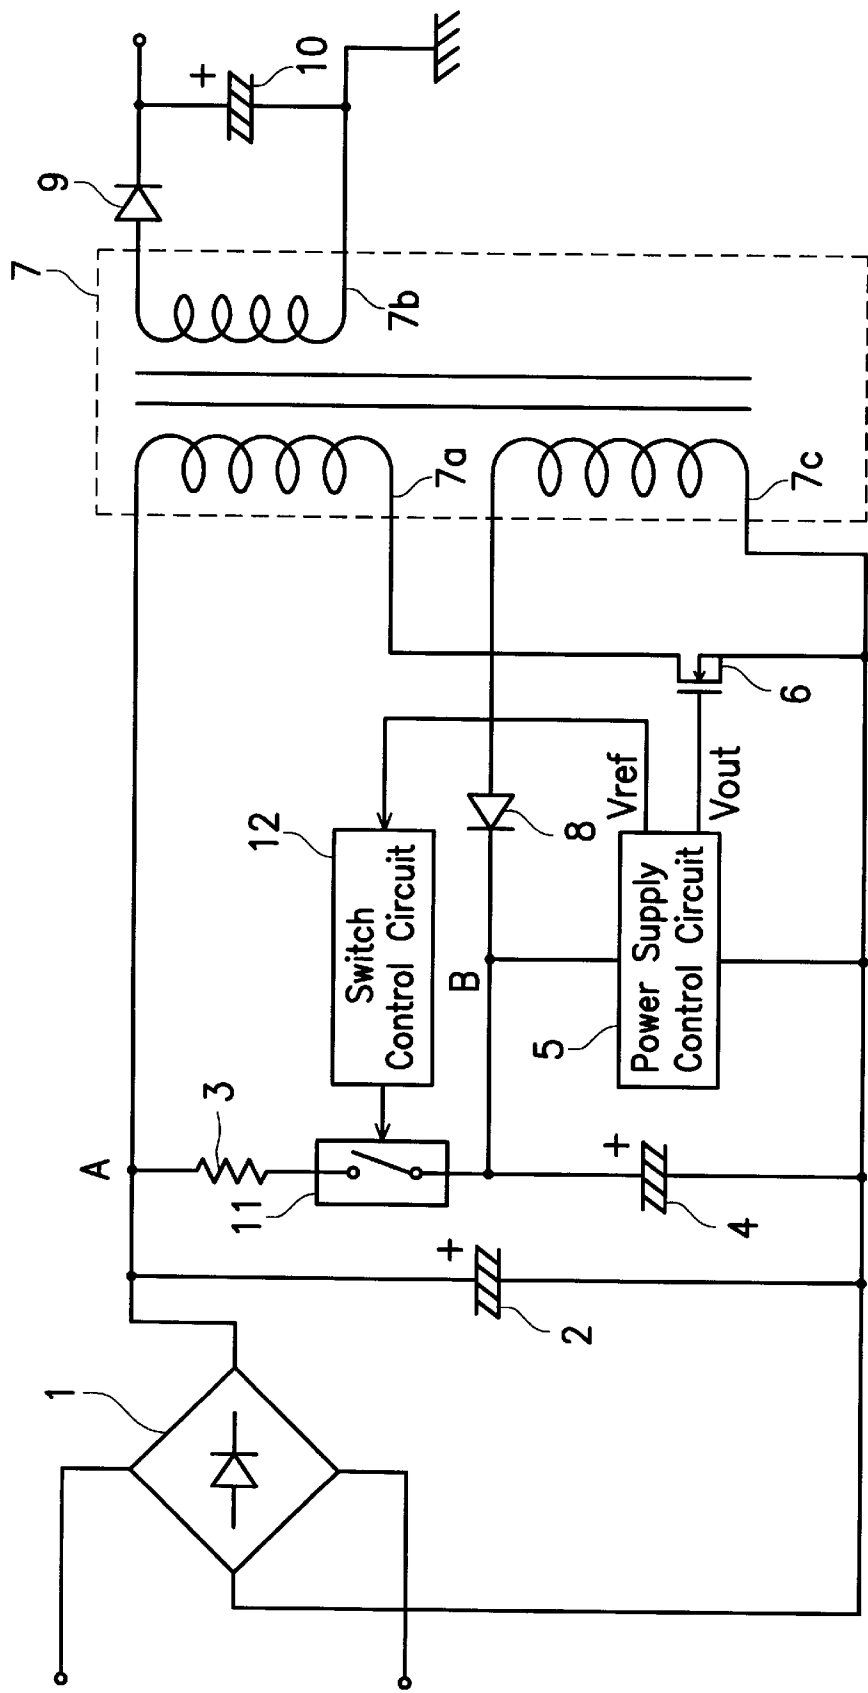 1
A
3
2
+
11
4
+
12
Switch
Control Circuit
B
5
Power Supply
Control Circuit
8
Vref
Vout
6
7
7a
7c
7b
9
+
10